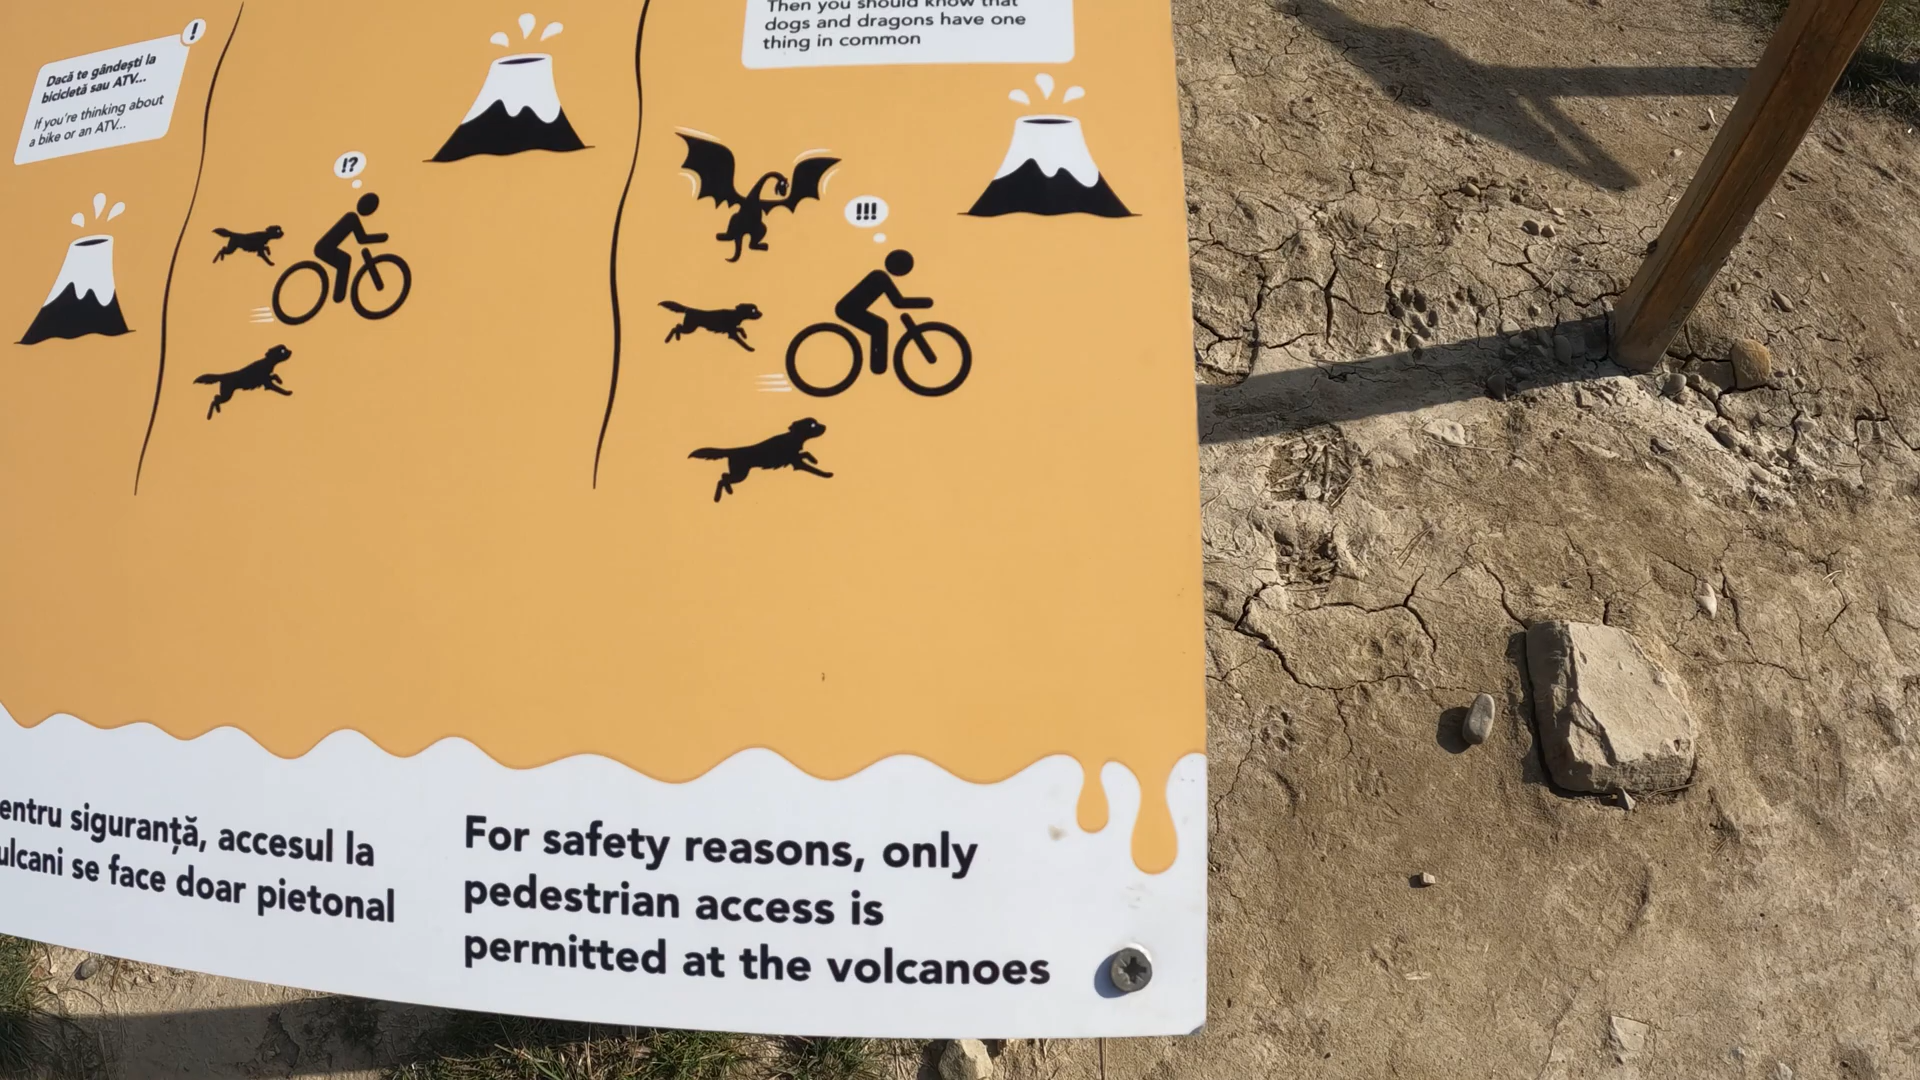 !
Dacă te gândești la
bicicletă sau ATV...
If you're thinking about
a bike or an ATV...
!?
Then you should know that
dogs and dragons have one
thing in common
!!!
siguranță, accesul la
se face doar pietonal
For safety reasons, only
pedestrian access is
permitted at the volcanoes